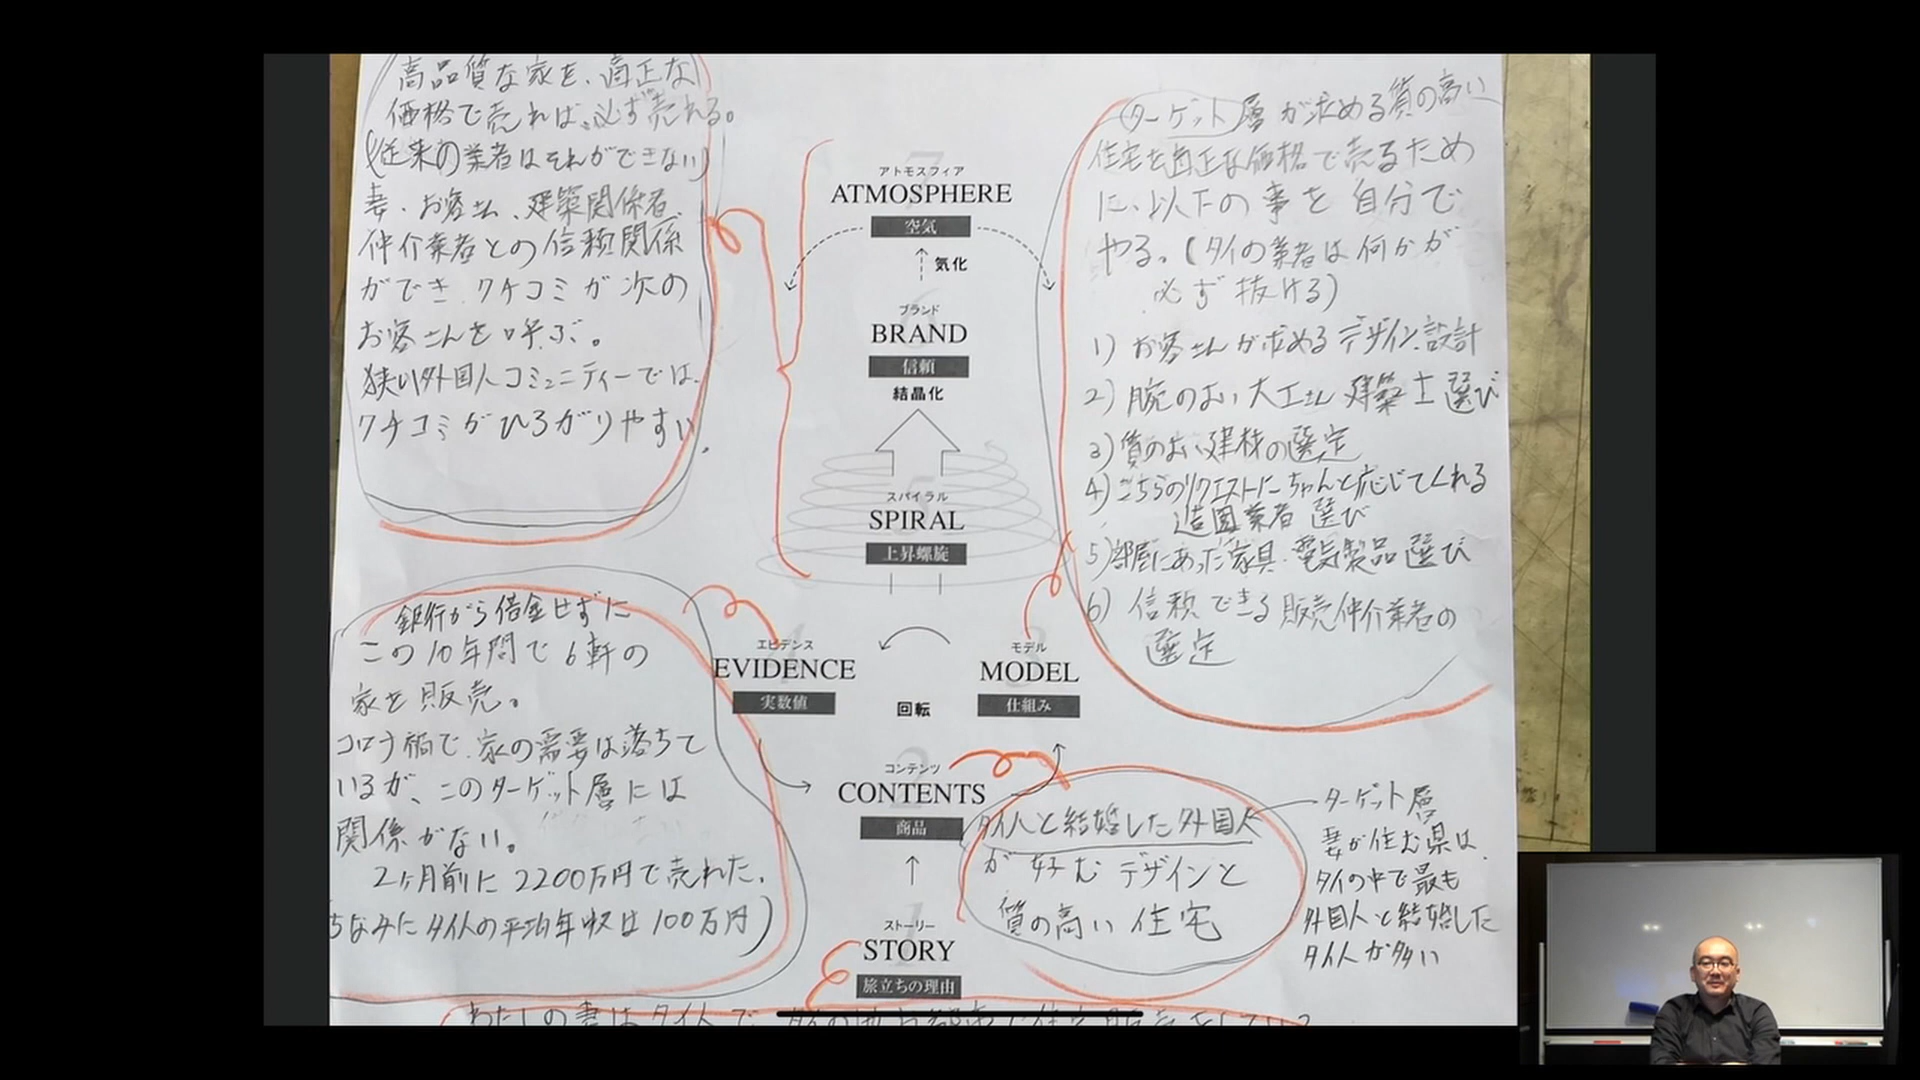 高品質な家を、適正な
価格で売れば、必ず売れる。
(従来の業者はそれができない)
妻、お客さん、建築関係者
仲介業者との信頼関係
ができ、クチコミが次の
お客さんを呼ぶ。
狭い外国人コミュニティーでは、
クチコミがひろがりやすい。
7
アトモスフィア
ATMOSPHERE
空気
気化
6
ブランド
BRAND
信頼
結晶化
5
スパイラル
SPIRAL
上昇螺旋
ターゲット層が求める質の高い
住宅を適正な価格で売るため
に、以下の事を自分で
やる。(タイの業者は何かが
必ず抜ける)
1) お客さんが求めるデザイン、設計
2) 腕のよい大工さん 建築士選び
3) 質のよい建材の選定
4) こちらのリクエストにちゃんと応じてくれる
造園業者選び
5) 部屋にあった家具、電気製品選び
6) 信頼できる販売仲介業者の
選定
銀行から借金せずに
この10年間で6軒の
家を販売。
コロナ禍で、家の需要は落ちて
いるが、このターゲット層には
関係がない。
2ヶ月前に2200万円で売れた。
ちなみにタイ人の平均年収は100万円)
4
エビデンス
EVIDENCE
実数値
回転
3
モデル
MODEL
仕組み
2
コンテンツ
CONTENTS
商品
タイ人と結婚した外国人
が好むデザインと
質の高い住宅
ターゲット層
妻が住む県は、
タイの中で最も
外国人と結婚した
タイ人が多い
1
ストーリー
STORY
旅立ちの理由
わたしの妻はタイ人で、